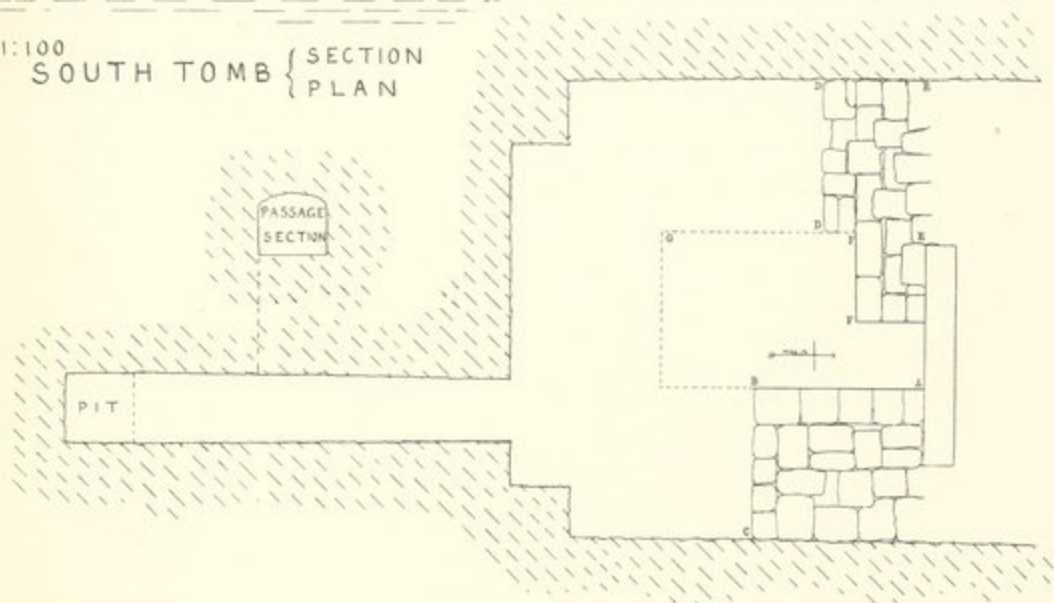 1:100
SOUTH TOMB { SECTION
PLAN
D E
PASSAGE
SECTION
D F E
G
F
B A
PIT
C